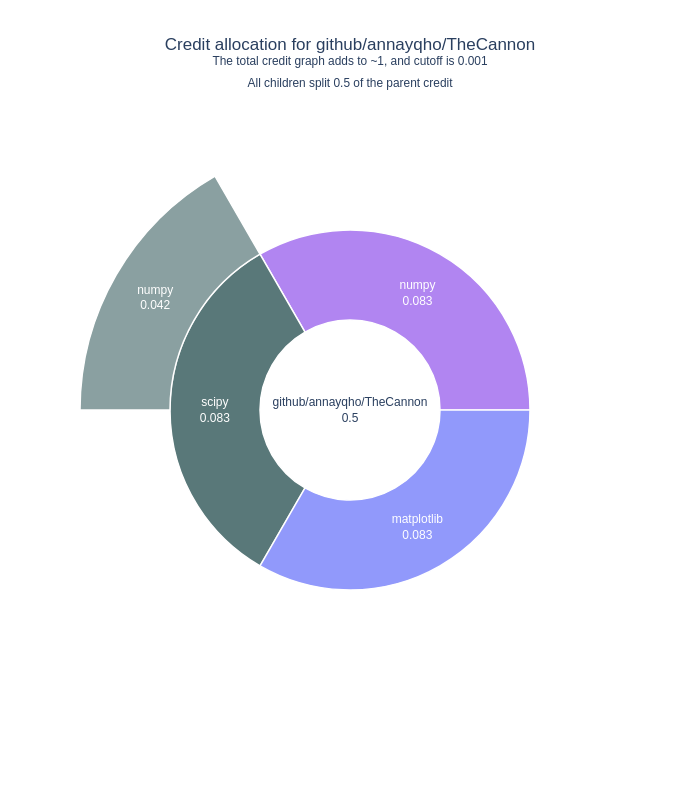 Credit allocation for github/annayqho/TheCannon
The total credit graph adds to ~1, and cutoff is 0.001
All children split 0.5 of the parent credit
numpy
0.083
numpy
0.042
scipy
0.083
github/annayqho/TheCannon
0.5
matplotlib
0.083